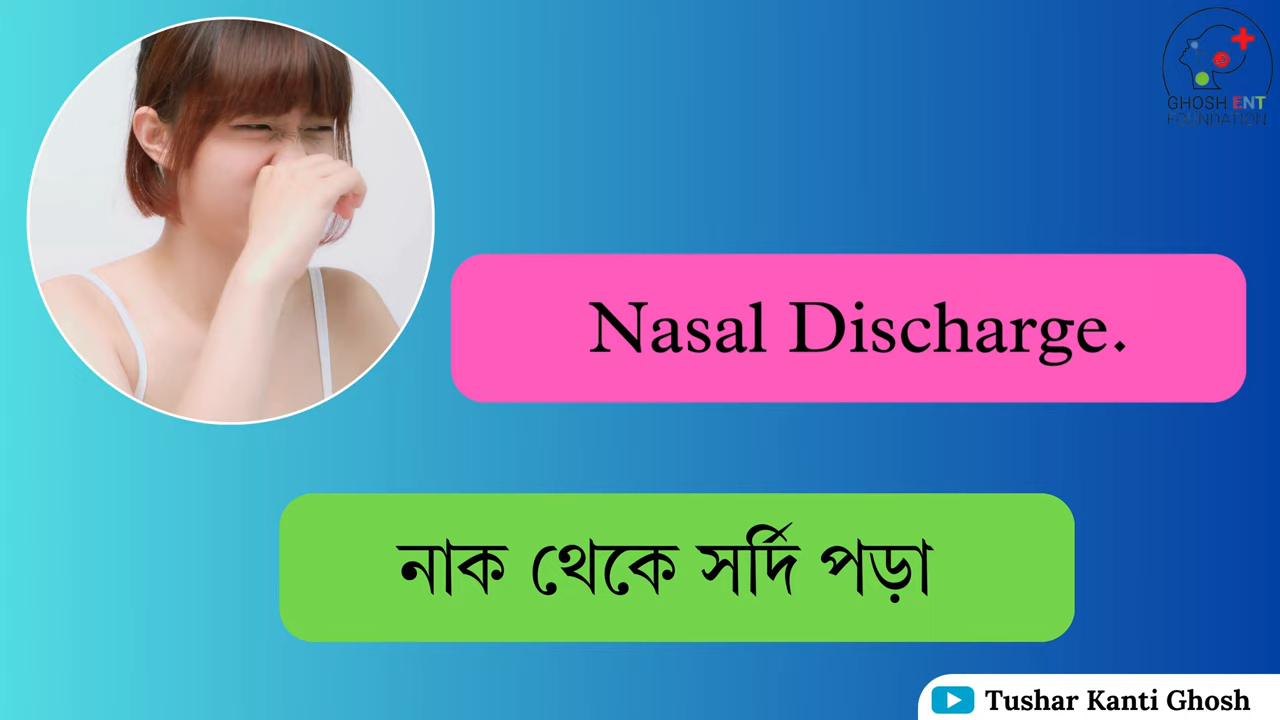 GHOSH ENT
FOUNDATION
Nasal Discharge.
নাক থেকে সর্দি পড়া
Tushar Kanti Ghosh